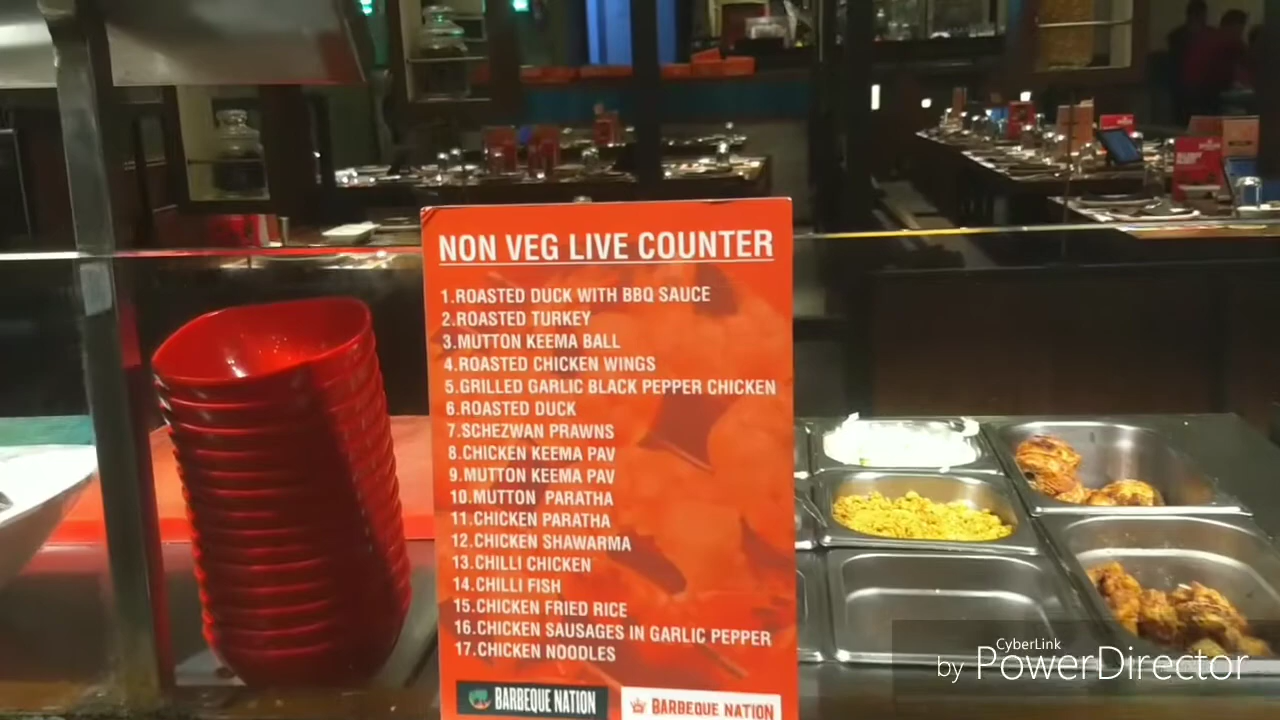 NON VEG LIVE COUNTER
1.ROASTED DUCK WITH BBQ SAUCE
2.ROASTED TURKEY
3.MUTTON KEEMA BALL
4.ROASTED CHICKEN WINGS
5.GRILLED GARLIC BLACK PEPPER CHICKEN
6.ROASTED DUCK
7.SCHEZWAN PRAWNS
8.CHICKEN KEEMA PAV
9.MUTTON KEEMA PAV
10.MUTTON PARATHA
11.CHICKEN PARATHA
12.CHICKEN SHAWARMA
13.CHILLI CHICKEN
14.CHILLI FISH
15.CHICKEN FRIED RICE
16.CHICKEN SAUSAGES IN GARLIC PEPPER
17.CHICKEN NOODLES
BARBEQUE NATION
BARBEQUE NATION
CyberLink
by PowerDirector